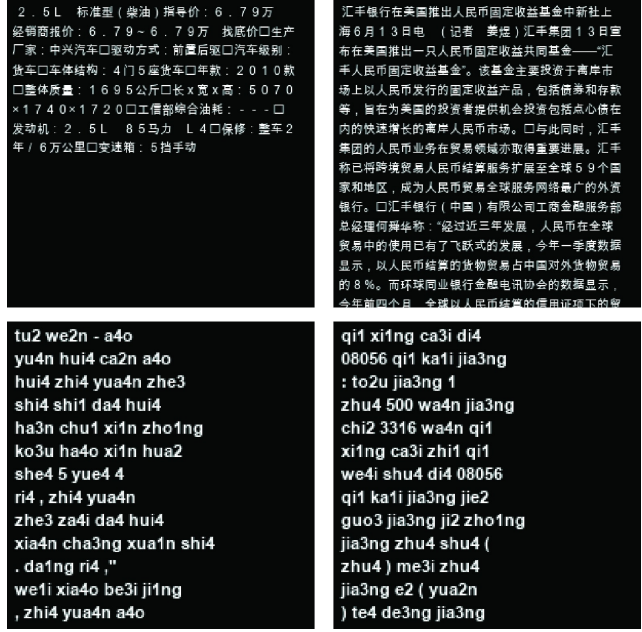 2.5L 标准型(柴油)指导价:6.79万
经销商报价:6.79~6.79万 找底价□生产
厂家:中兴汽车□驱动方式:前置后驱□汽车级别:
货车□车体结构:4门5座货车□年款:2010款
□整体质量:1695公斤□长x宽x高:5070
×1740×1720□工信部综合油耗:---□
发动机:2.5L 85马力 L4□保修:整车2
年/6万公里□变速箱:5挡手动
汇丰银行在美国推出人民币固定收益基金中新社上
海6月13日电 (记者 姜煜)汇丰集团13日宣
布在美国推出一只人民币固定收益共同基金——“汇
丰人民币固定收益基金”。该基金主要投资于离岸市
场上以人民币发行的固定收益产品,包括债券和存款
等,旨在为美国的投资者提供机会投资包括点心债在
内的快速增长的离岸人民币市场。□与此同时,汇丰
集团的人民币业务在贸易领域亦取得重要进展。汇丰
称已将跨境贸易人民币结算服务扩展至全球59个国
家和地区,成为人民币贸易全球服务网络最广的外资
银行。□汇丰银行(中国)有限公司工商金融服务部
总经理何舜华称:“经过近三年发展,人民币在全球
贸易中的使用已有了飞跃式的发展,今年一季度数据
显示,以人民币结算的货物贸易占中国对外货物贸易
的8%。而环球同业银行金融电讯协会的数据显示,
今年前四个月,全球以人民币结算的信用证项下的贸
tu2 we2n - a4o
yu4n hui4 ca2n a4o
hui4 zhi4 yua4n zhe3
shi4 shi1 da4 hui4
ha3n chu1 xi1n zho1ng
ko3u ha4o xi1n hua2
she4 5 yue4 4
ri4 , zhi4 yua4n
zhe3 za4i da4 hui4
xia4n cha3ng xua1n shi4
. da1ng ri4 ,"
we1i xia4o be3i ji1ng
, zhi4 yua4n a4o
qi1 xi1ng ca3i di4
08056 qi1 ka1i jia3ng
: to2u jia3ng 1
zhu4 500 wa4n jia3ng
chi2 3316 wa4n qi1
xi1ng ca3i zhi1 qi1
we4i shu4 di4 08056
qi1 ka1i jia3ng jie2
guo3 jia3ng ji2 zho1ng
jia3ng zhu4 shu4 (
zhu4 ) me3i zhu4
jia3ng e2 ( yua2n
) te4 de3ng jia3ng